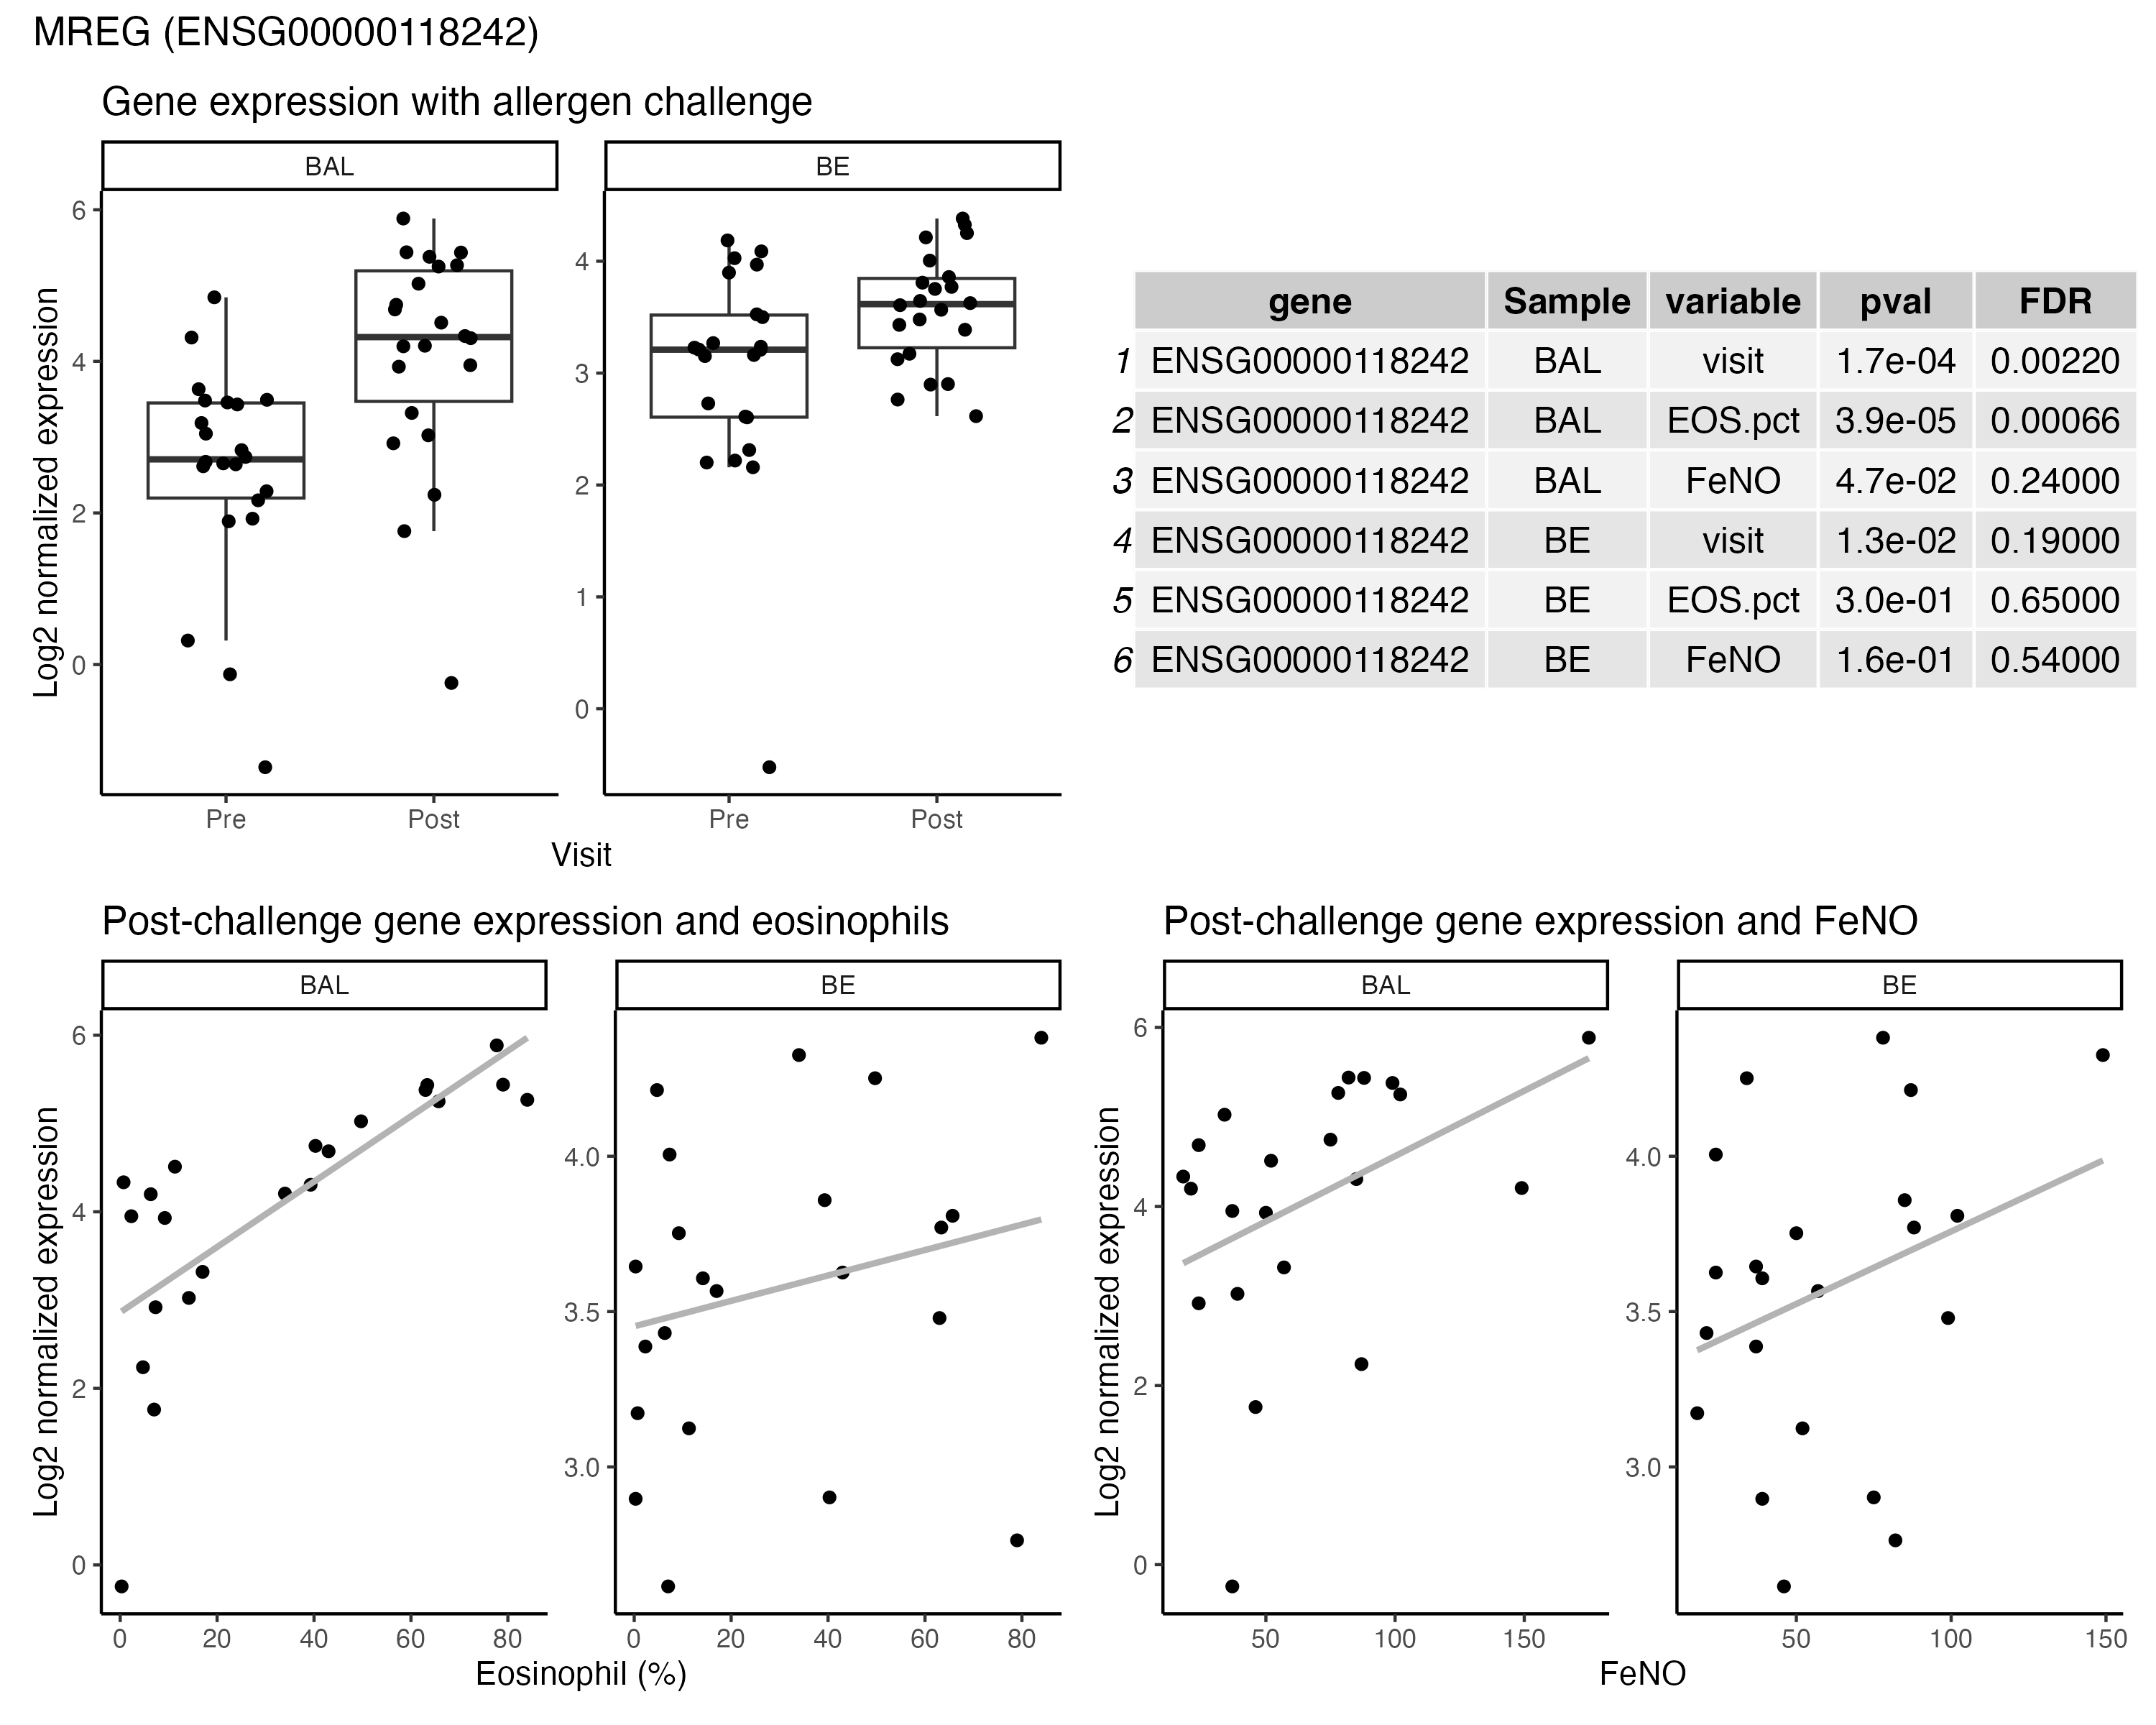 MREG (ENSG00000118242)
Gene expression with allergen challenge
BAL
BE
Log2 normalized expression
6
4
2
0
4
3
2
1
0
Pre
Post
Pre
Post
Visit
gene Sample variable pval FDR
1 ENSG00000118242 BAL visit 1.7e-04 0.00220
2 ENSG00000118242 BAL EOS.pct 3.9e-05 0.00066
3 ENSG00000118242 BAL FeNO 4.7e-02 0.24000
4 ENSG00000118242 BE visit 1.3e-02 0.19000
5 ENSG00000118242 BE EOS.pct 3.0e-01 0.65000
6 ENSG00000118242 BE FeNO 1.6e-01 0.54000
Post-challenge gene expression and eosinophils
BAL
BE
Log2 normalized expression
6
4
2
0
4.0
3.5
3.0
0 20 40 60 80
0 20 40 60 80
Eosinophil (%)
Post-challenge gene expression and FeNO
BAL
BE
Log2 normalized expression
6
4
2
0
4.0
3.5
3.0
50 100 150
50 100 150
FeNO